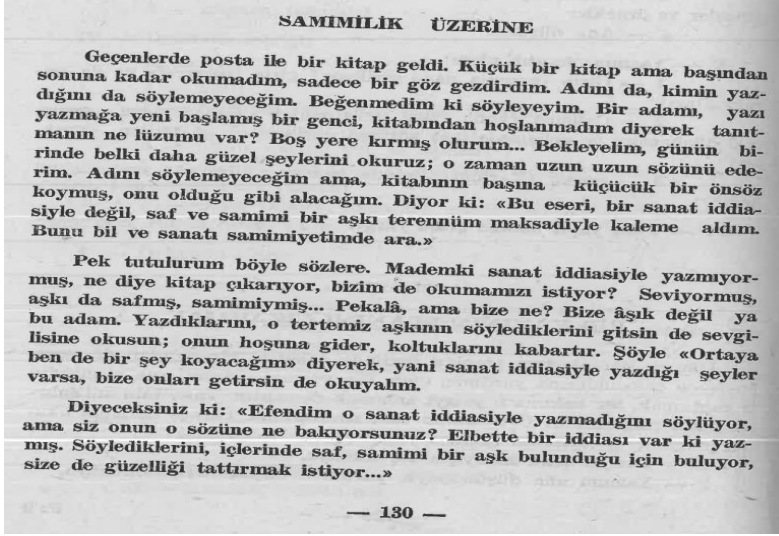 SAMIMİLİK ÜZERİNE
Geçenlerde posta ile bir kitap geldi. Küçük bir kitap ama başından
sonuna kadar okumadım, sadece bir göz gezdirdim. Adını da, kimin yaz-
dığını da söylemeyeceğim. Beğenmedim ki söyleyeyim. Bir adamı, yazı
yazmağa yeni başlamış bir genci, kitabından hoşlanmadım diyerek tanıt-
manın ne lüzumu var? Boş yere kırmış olurum... Bekleyelim, günün bi-
rinde belki daha güzel şeylerini okuruz; o zaman uzun uzun sözünü ede-
rim. Adını söylemeyeceğim ama, kitabının başına küçücük bir önsöz
koymuş, onu olduğu gibi alacağım. Diyor ki: «Bu eseri, bir sanat iddia-
siyle değil, saf ve samimi bir aşkı terennüm maksadiyle kaleme aldım.
Bunu bil ve sanatı samimiyetimde ara.»
Pek tutulurum böyle sözlere. Mademki sanat iddiasiyle yazmıyor-
muş, ne diye kitap çıkarıyor, bizim de okumamızı istiyor? Seviyormuş,
aşkı da safmış, samimiymiş... Pekalâ, ama bize ne? Bize âşık değil ya
bu adam. Yazdıklarını, o tertemiz aşkının söylediklerini gitsin de sevgi-
lisine okusun; onun hoşuna gider, koltuklarını kabartır. Şöyle «Ortaya
ben de bir şey koyacağım» diyerek, yani sanat iddiasiyle yazdığı şeyler
varsa, bize onları getirsin de okuyalım.
Diyeceksiniz ki: «Efendim o sanat iddiasiyle yazmadığını söylüyor,
ama siz onun o sözüne ne bakıyorsunuz? Elbette bir iddiası var ki yaz-
mış. Söylediklerini, içlerinde saf, samimi bir aşk bulunduğu için buluyor,
size de güzelliği tattırmak istiyor...»
— 130 —